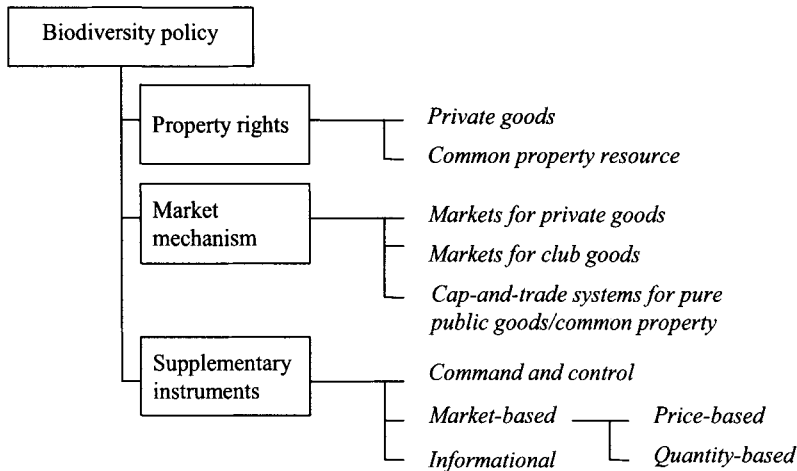 Biodiversity policy
Property rights
Private goods
Common property resource
Market
mechanism
Markets for private goods
Markets for club goods
Cap-and-trade systems for pure
public goods/common property
Supplementary
instruments
Command and control
Market-based
Price-based
Quantity-based
Informational